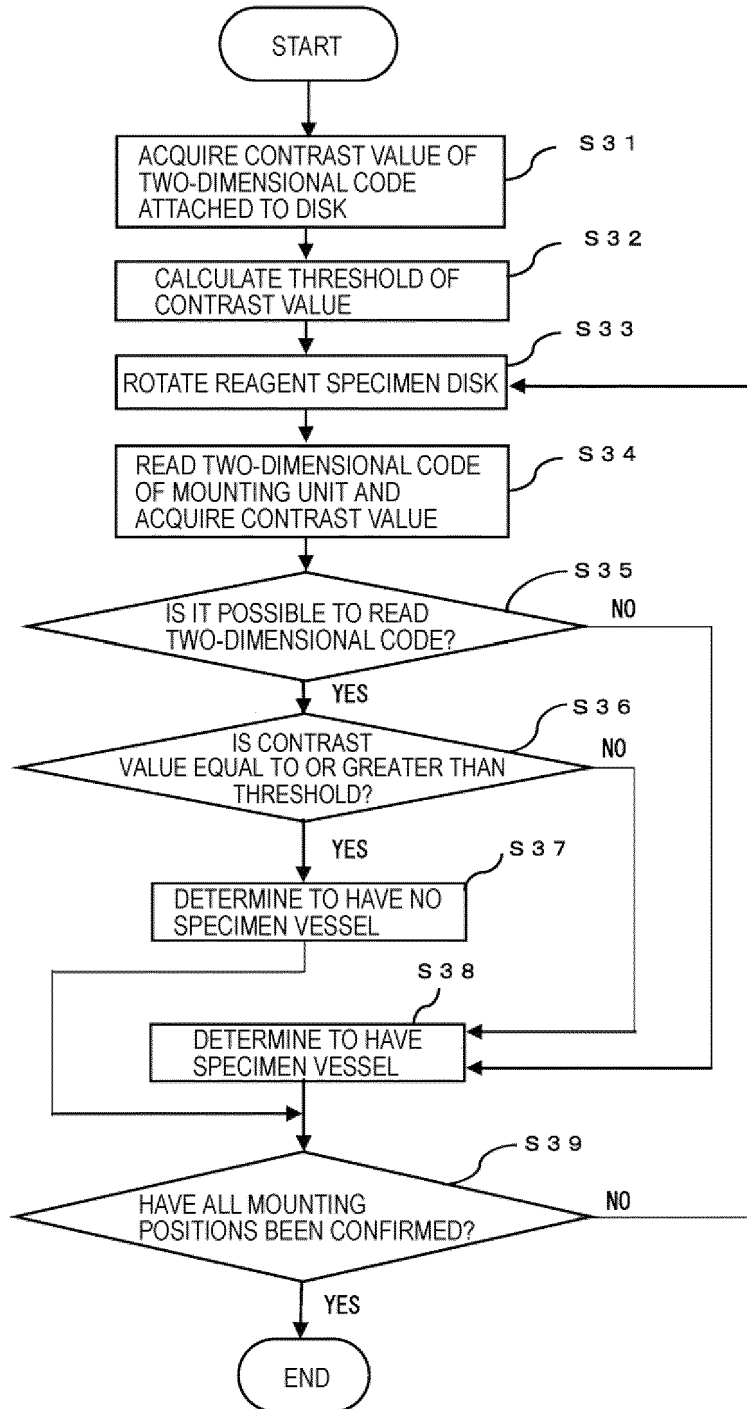 START
S31
ACQUIRE CONTRAST VALUE OF
TWO-DIMENSIONAL CODE
ATTACHED TO DISK
S32
CALCULATE THRESHOLD OF
CONTRAST VALUE
S33
ROTATE REAGENT SPECIMEN DISK
S34
READ TWO-DIMENSIONAL CODE
OF MOUNTING UNIT AND
ACQUIRE CONTRAST VALUE
S35
IS IT POSSIBLE TO READ
TWO-DIMENSIONAL CODE?
NO
YES
S36
IS CONTRAST
VALUE EQUAL TO OR GREATER THAN
THRESHOLD?
NO
YES
S37
DETERMINE TO HAVE NO
SPECIMEN VESSEL
S38
DETERMINE TO HAVE
SPECIMEN VESSEL
S39
HAVE ALL MOUNTING
POSITIONS BEEN CONFIRMED?
NO
YES
END